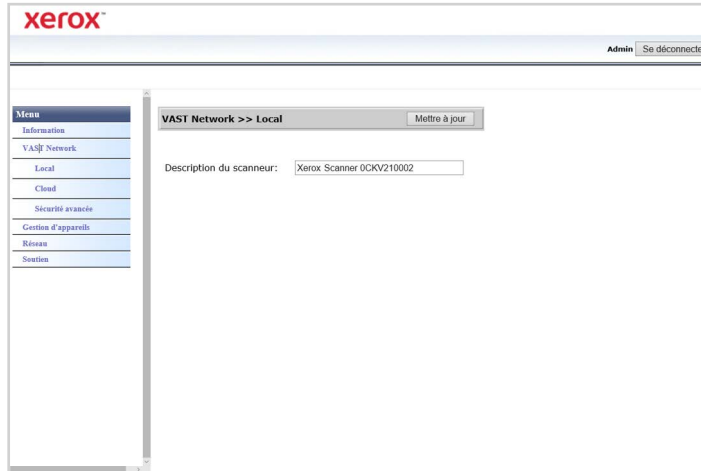 xerox™
Admin Se déconnecte
Menu
VAST Network >> Local Mettre à jour
Information
VAST Network
Description du scanneur: Xerox Scanner 0CKV210002
Local
Cloud
Sécurité avancée
Gestion d'appareils
Réseau
Soutien